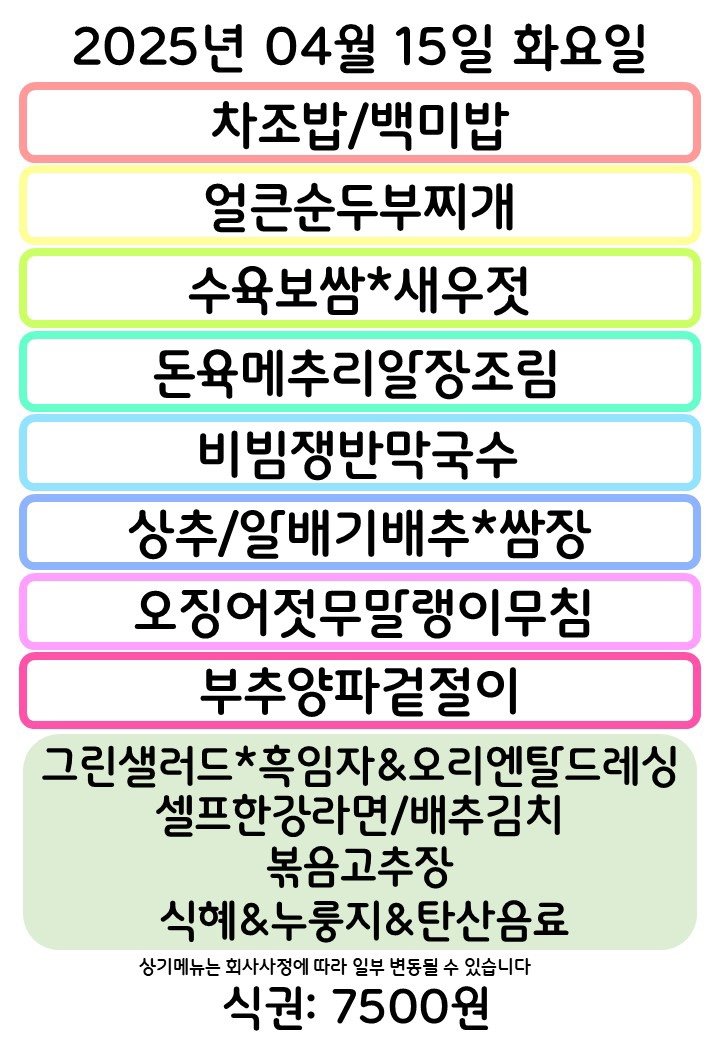 2025년 04월 15일 화요일
차조밥/백미밥
얼큰순두부찌개
수육보쌈*새우젓
돈육메추리알장조림
비빔쟁반막국수
상추/알배기배추*쌈장
오징어젓무말랭이무침
부추양파겉절이
그린샐러드*흑임자&오리엔탈드레싱
셀프한강라면/배추김치
볶음고추장
식혜&누룽지&탄산음료
상기메뉴는 회사사정에 따라 일부 변동될 수 있습니다
식권: 7500원